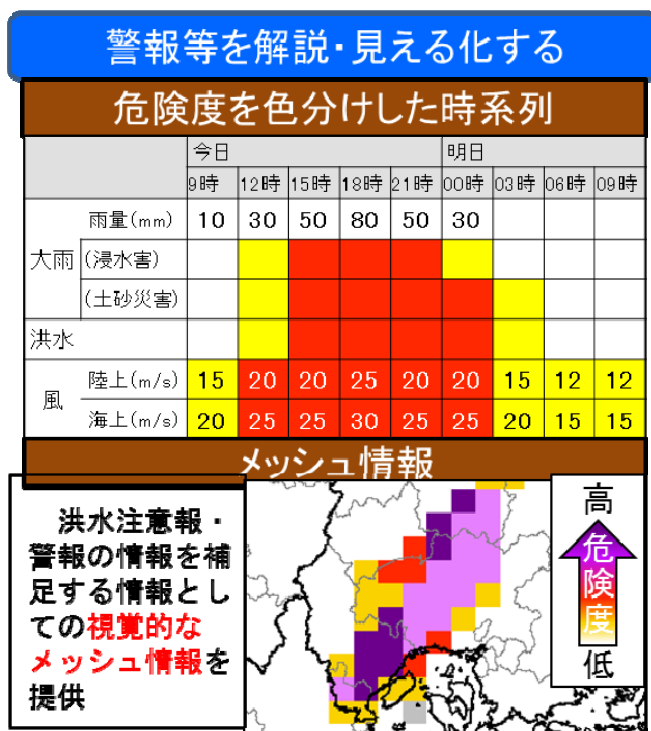 警報等を解説・見える化する
危険度を色分けした時系列
今日 明日
9時 12時 15時 18時 21時 00時 03時 06時 09時
雨量(mm) 10 30 50 80 50 30
大雨 (浸水害)
(土砂災害)
洪水
風 陸上(m/s) 15 20 20 25 20 20 15 12 12
海上(m/s) 20 25 25 30 25 25 20 15 15
メッシュ情報
洪水注意報・
警報の情報を補
足する情報とし
ての視覚的な
メッシュ情報を
提供
高
危険度
低